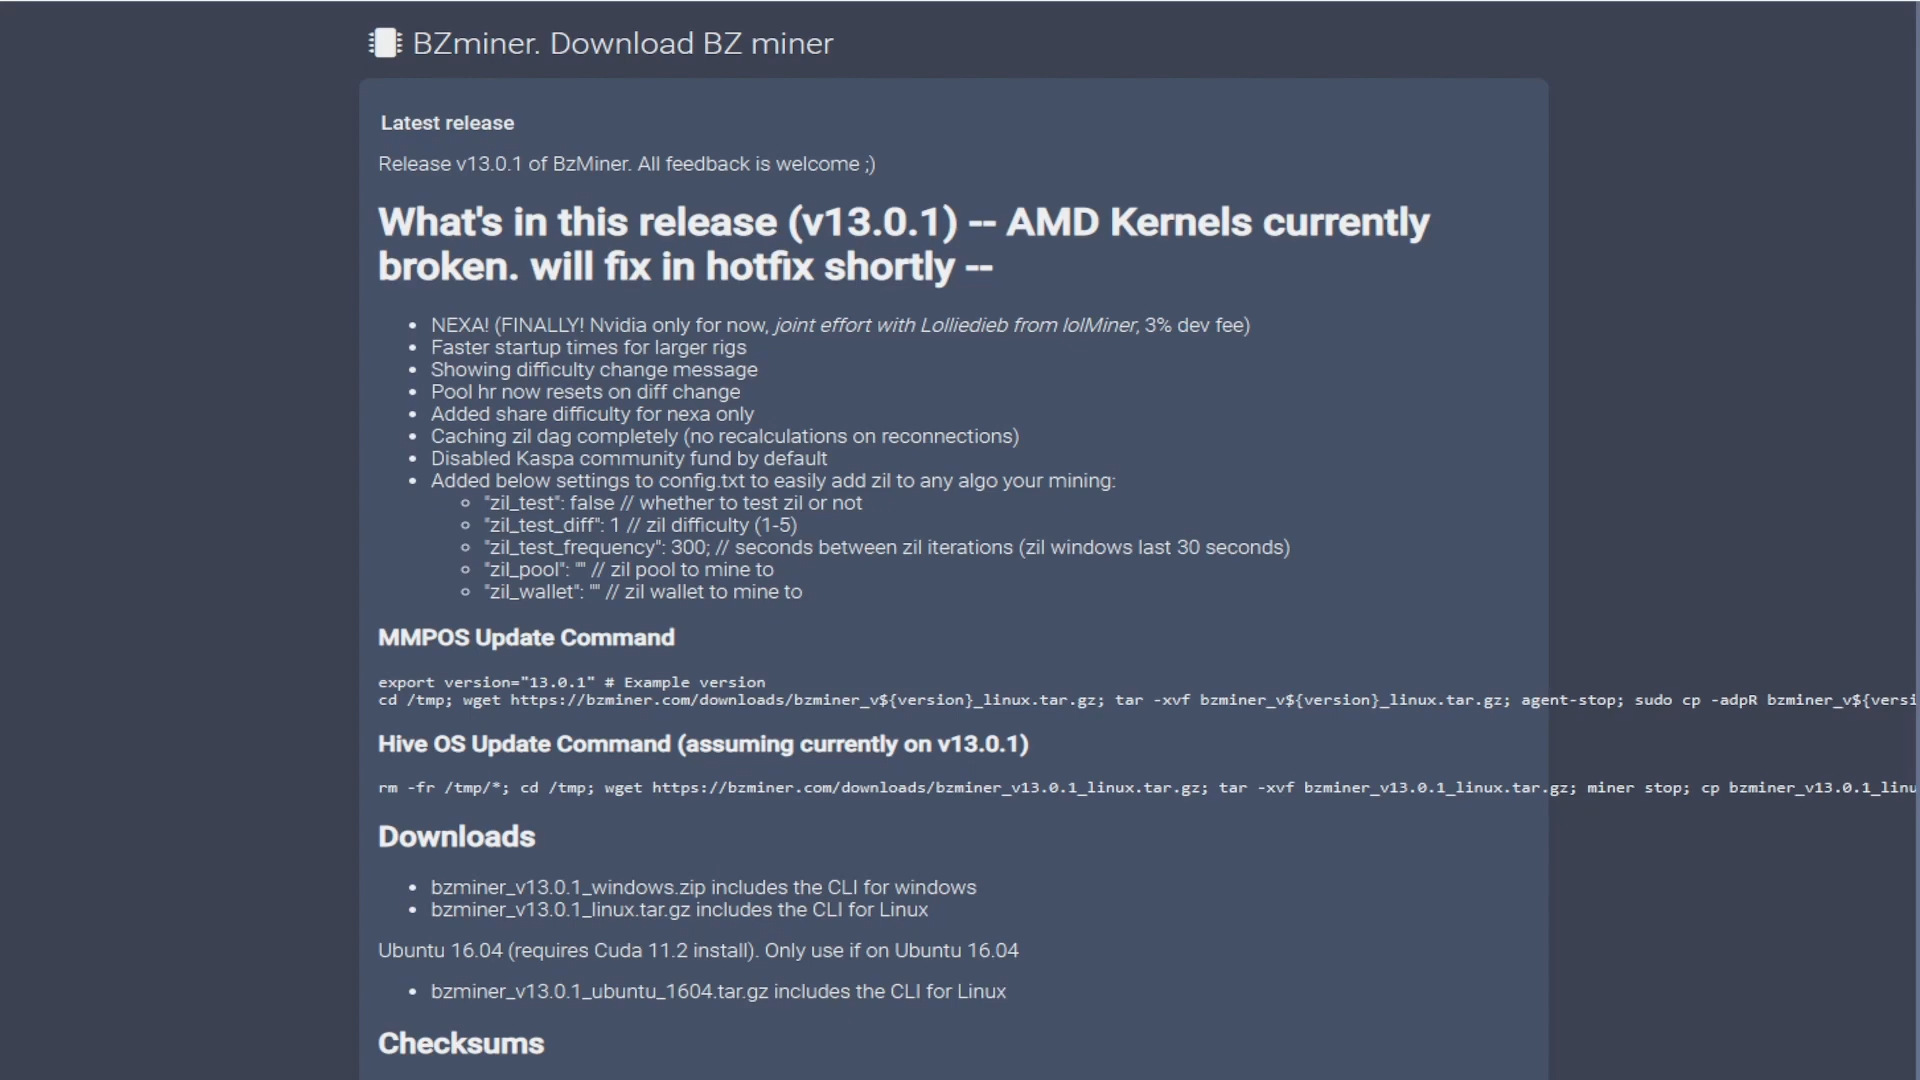 BZminer. Download BZ miner
Latest release
Release v13.0.1 of BzMiner. All feedback is welcome ;)
What's in this release (v13.0.1) -- AMD Kernels currently
broken. will fix in hotfix shortly --
NEXA! (FINALLY! Nvidia only for now, joint effort with Lolliedieb from lolMiner, 3% dev fee)
Faster startup times for larger rigs
Showing difficulty change message
Pool hr now resets on diff change
Added share difficulty for nexa only
Caching zil dag completely (no recalculations on reconnections)
Disabled Kaspa community fund by default
Added below settings to config.txt to easily add zil to any algo your mining:
"zil_test": false // whether to test zil or not
"zil_test_diff": 1 // zil difficulty (1-5)
"zil_test_frequency": 300; // seconds between zil iterations (zil windows last 30 seconds)
"zil_pool": "" // zil pool to mine to
"zil_wallet": "" // zil wallet to mine to
MMPOS Update Command
export version="13.0.1" # Example version
cd /tmp; wget https://bzminer.com/downloads/bzminer_v${version}_linux.tar.gz; tar -xvf bzminer_v${version}_linux.tar.gz; agent-stop; sudo cp -adpR bzminer_v${versi
Hive OS Update Command (assuming currently on v13.0.1)
rm -fr /tmp/*; cd /tmp; wget https://bzminer.com/downloads/bzminer_v13.0.1_linux.tar.gz; tar -xvf bzminer_v13.0.1_linux.tar.gz; miner stop; cp bzminer_v13.0.1_linu
Downloads
bzminer_v13.0.1_windows.zip includes the CLI for windows
bzminer_v13.0.1_linux.tar.gz includes the CLI for Linux
Ubuntu 16.04 (requires Cuda 11.2 install). Only use if on Ubuntu 16.04
bzminer_v13.0.1_ubuntu_1604.tar.gz includes the CLI for Linux
Checksums